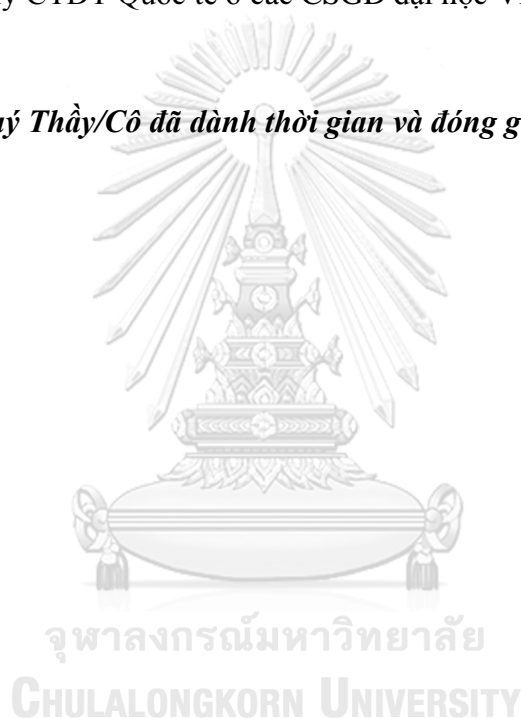 CTĐT Quốc tế ở các CSGD đại học
Thầy/Cô đã dành thời gian và đóng
จุฬาลงกรณ์มหาวิทยาลัย
CHULALONGKORN UNIVERSITY